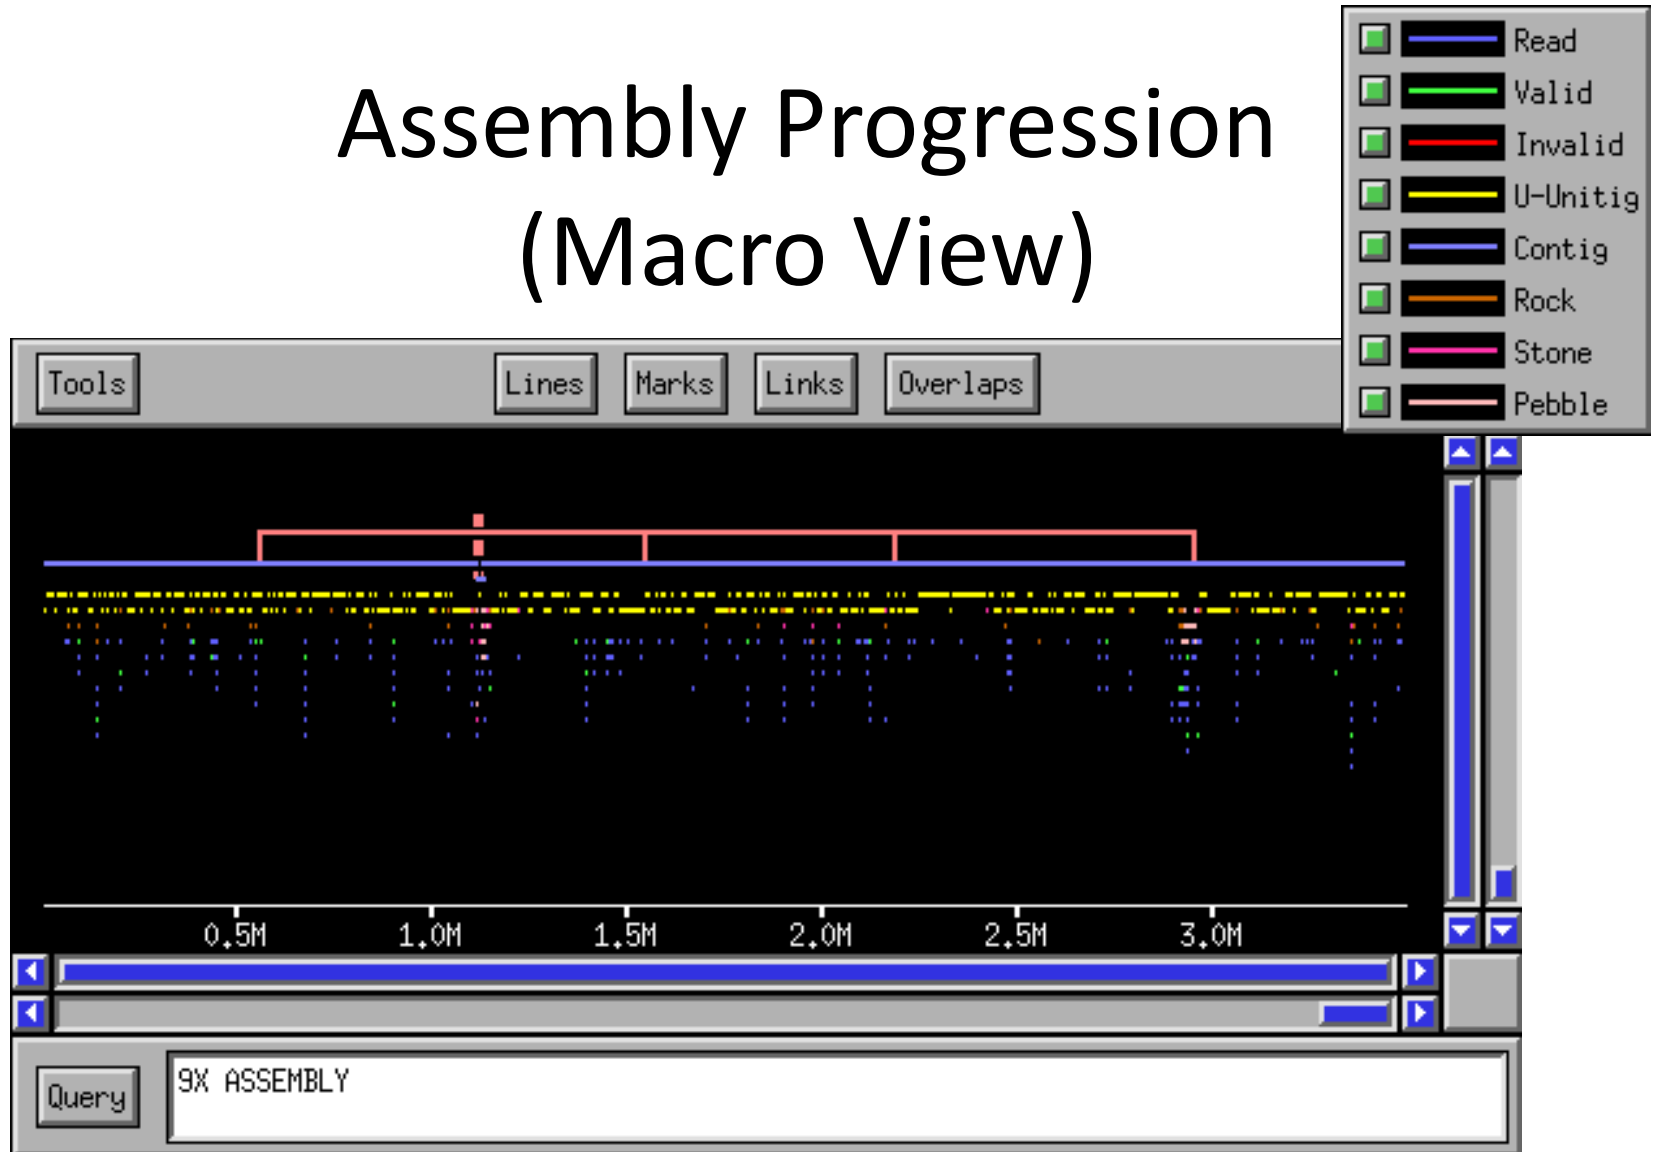 Assembly Progression
(Macro View)
Read
Valid
Invalid
U-Unitig
Contig
Rock
Stone
Pebble
Tools
Lines
Marks
Links
Overlaps
0.5M
1.0M
1.5M
2.0M
2.5M
3.0M
Query
9X ASSEMBLY